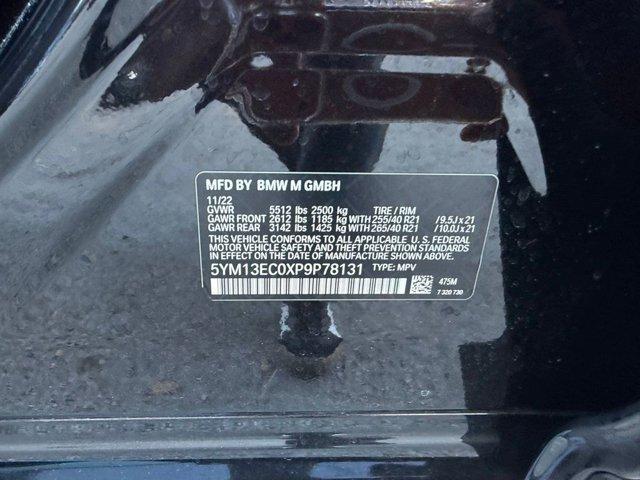 MFD BY BMW M GMBH
11/22
GVWR 5512 lbs 2500 kg TIRE / RIM
GAWR FRONT 2612 lbs 1185 kg WITH 255/40 R21 / 9.5J x 21
GAWR REAR 3142 lbs 1425 kg WITH 265/40 R21 / 10.0J x 21
THIS VEHICLE CONFORMS TO ALL APPLICABLE U. S. FEDERAL
MOTOR VEHICLE SAFETY, BUMPER, AND THEFT PREVENTION
STANDARDS IN EFFECT ON THE DATE OF MANUFACTURE SHOWN ABOVE.
5YM13EC0XP9P78131 TYPE: MPV
475M
7 320 730